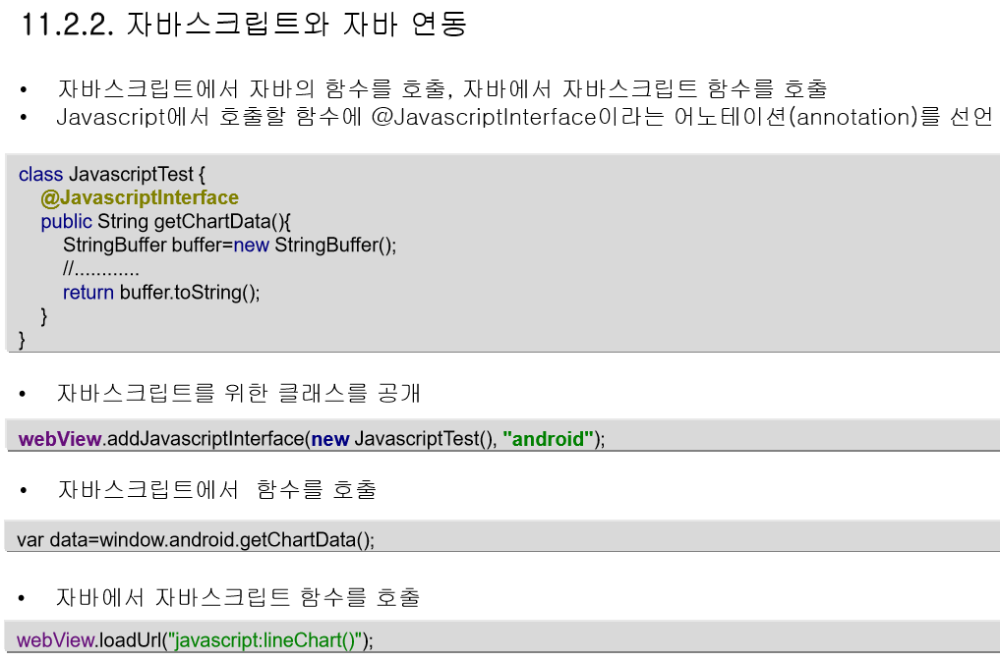 11.2.2. 자바스크립트와 자바 연동
• 자바스크립트에서 자바의 함수를 호출, 자바에서 자바스크립트 함수를 호출
• Javascript에서 호출할 함수에 @JavascriptInterface이라는 어노테이션(annotation)를 선언
class JavascriptTest {
@JavascriptInterface
public String getChartData(){
StringBuffer buffer=new StringBuffer();
//............
return buffer.toString();
}
}
• 자바스크립트를 위한 클래스를 공개
webView.addJavascriptInterface(new JavascriptTest(), "android");
• 자바스크립트에서 함수를 호출
var data=window.android.getChartData();
• 자바에서 자바스크립트 함수를 호출
webView.loadUrl("javascript:lineChart()");